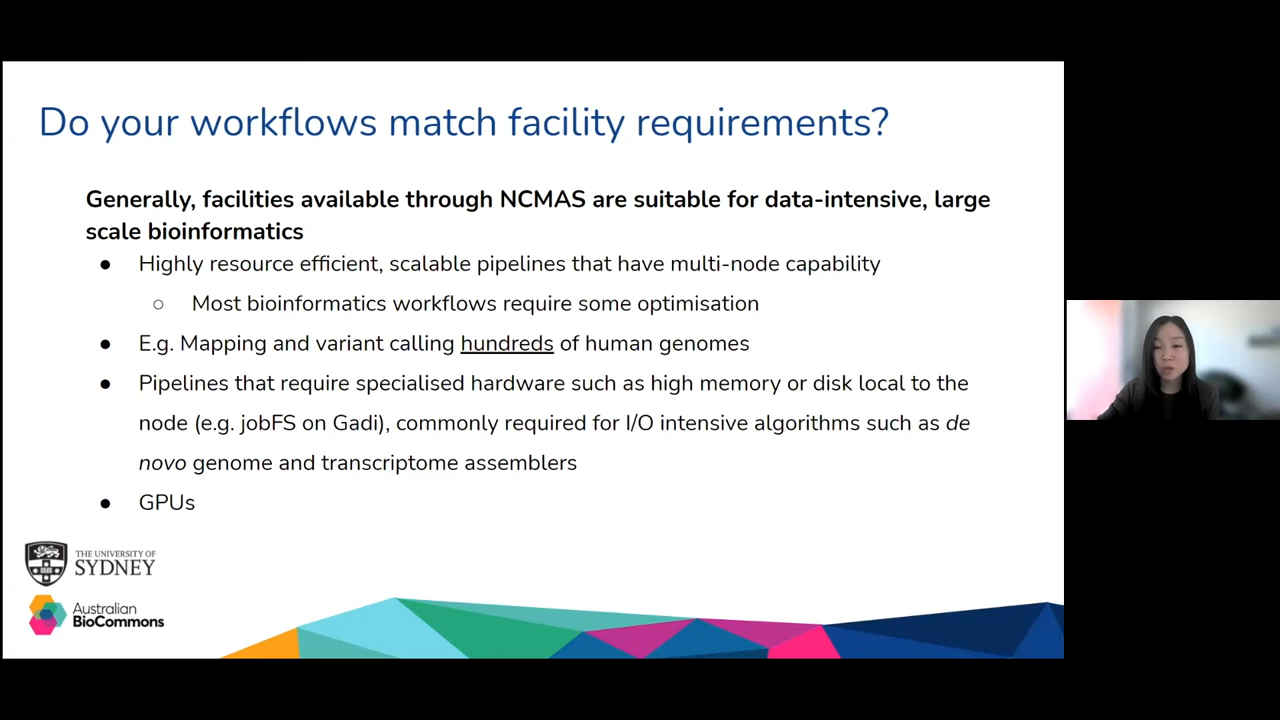 Do your workflows match facility requirements?
Generally, facilities available through NCMAS are suitable for data-intensive, large
scale bioinformatics
● Highly resource efficient, scalable pipelines that have multi-node capability
○ Most bioinformatics workflows require some optimisation
● E.g. Mapping and variant calling hundreds of human genomes
● Pipelines that require specialised hardware such as high memory or disk local to the
node (e.g. jobFS on Gadi), commonly required for I/O intensive algorithms such as de
novo genome and transcriptome assemblers
● GPUs
THE UNIVERSITY OF
SYDNEY
Australian
BioCommons